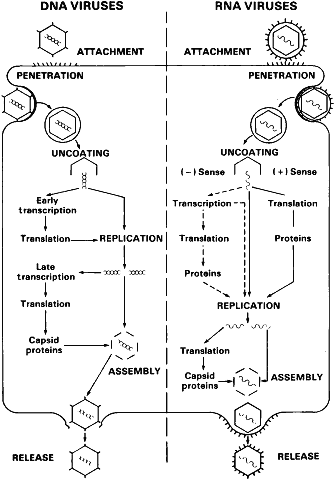 DNA VIRUSES
ATTACHMENT
PENETRATION
UNCOATING
Early
transcription
Translation
REPLICATION
Late
transcription
Translation
Capsid
proteins
ASSEMBLY
RELEASE
RNA VIRUSES
ATTACHMENT
PENETRATION
UNCOATING
(−) Sense
(+) Sense
Transcription
Translation
Translation
Proteins
Proteins
REPLICATION
Translation
Capsid
proteins
ASSEMBLY
RELEASE